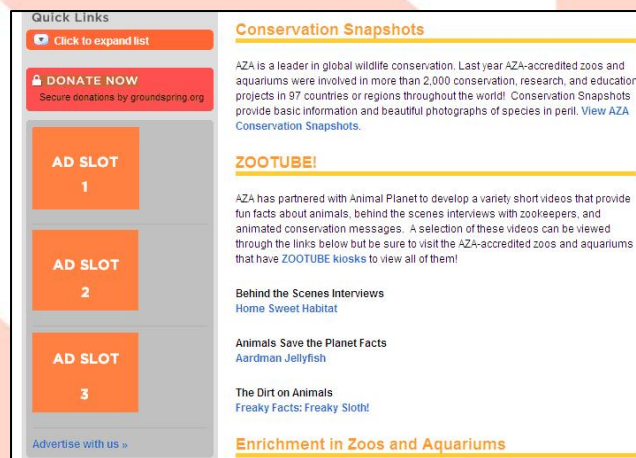 Quick Links
Click to expand list
DONATE NOW
Secure donations by groundspring.org
AD SLOT
1
AD SLOT
2
AD SLOT
3
Advertise with us »
Conservation Snapshots
AZA is a leader in global wildlife conservation. Last year AZA-accredited zoos and
aquariums were involved in more than 2,000 conservation, research, and education
projects in 97 countries or regions throughout the world! Conservation Snapshots
provide basic information and beautiful photographs of species in peril. View AZA
Conservation Snapshots.
ZOOTUBE!
AZA has partnered with Animal Planet to develop a variety short videos that provide
fun facts about animals, behind the scenes interviews with zookeepers, and
animated conservation messages. A selection of these videos can be viewed
through the links below but be sure to visit the AZA-accredited zoos and aquariums
that have ZOOTUBE kiosks to view all of them!
Behind the Scenes Interviews
Home Sweet Habitat
Animals Save the Planet Facts
Aardman Jellyfish
The Dirt on Animals
Freaky Facts: Freaky Sloth!
Enrichment in Zoos and Aquariums